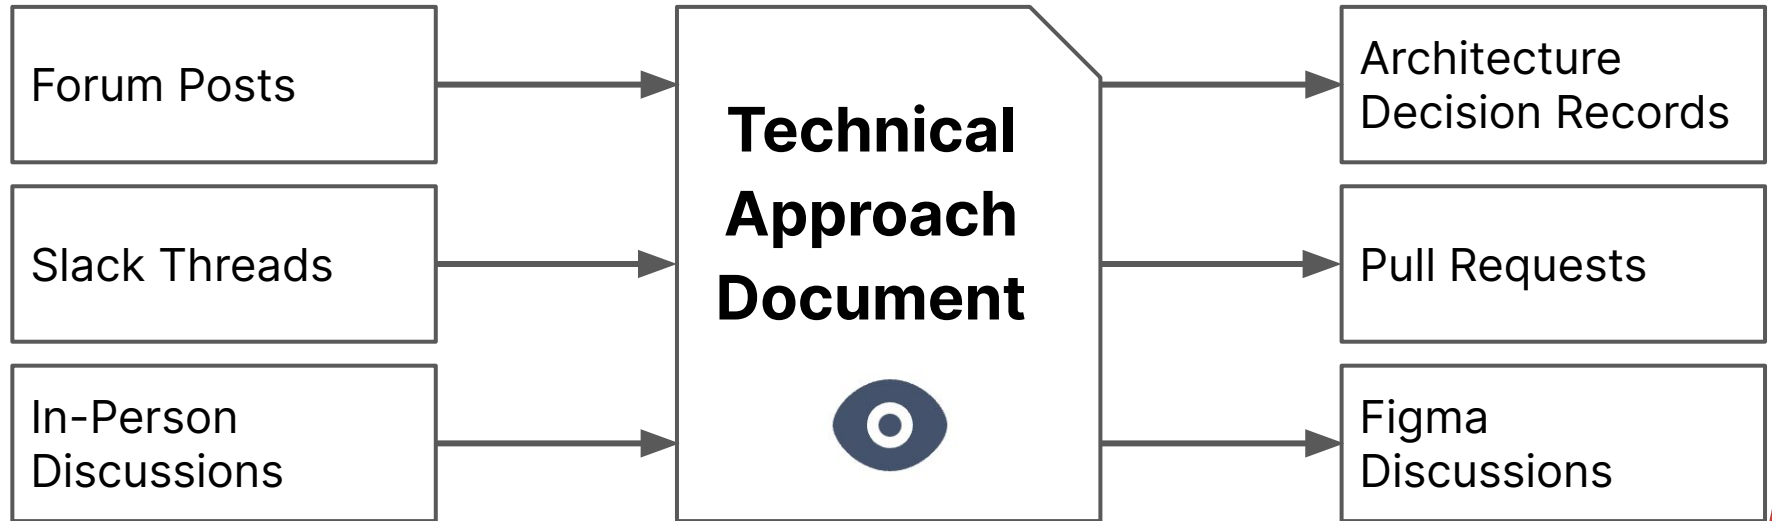 Forum Posts
Slack Threads
In-Person
Discussions
Technical
Approach
Document
Architecture
Decision Records
Pull Requests
Figma
Discussions